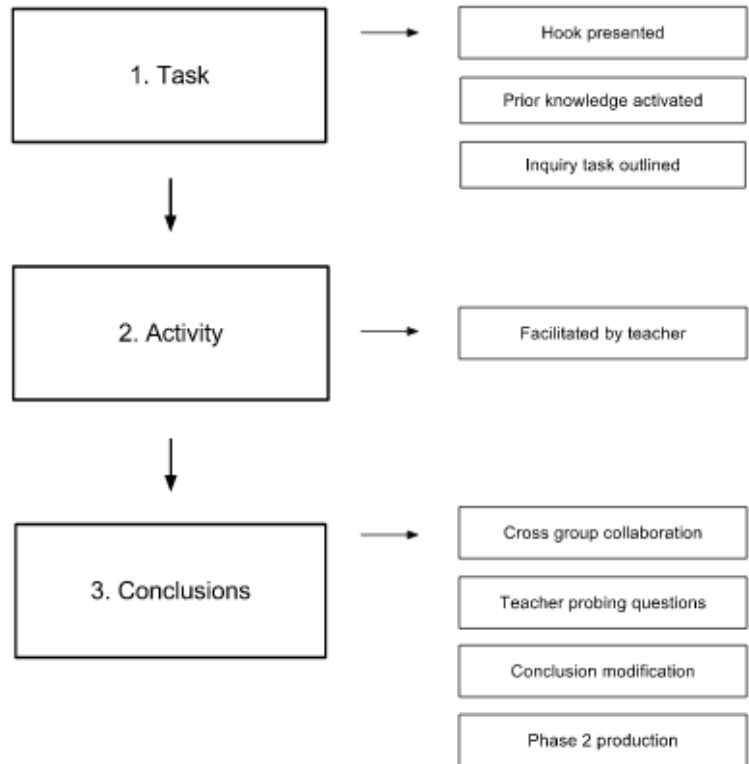 1. Task
Hook presented
Prior knowledge activated
Inquiry task outlined
2. Activity
Facilitated by teacher
3. Conclusions
Cross group collaboration
Teacher probing questions
Conclusion modification
Phase 2 production